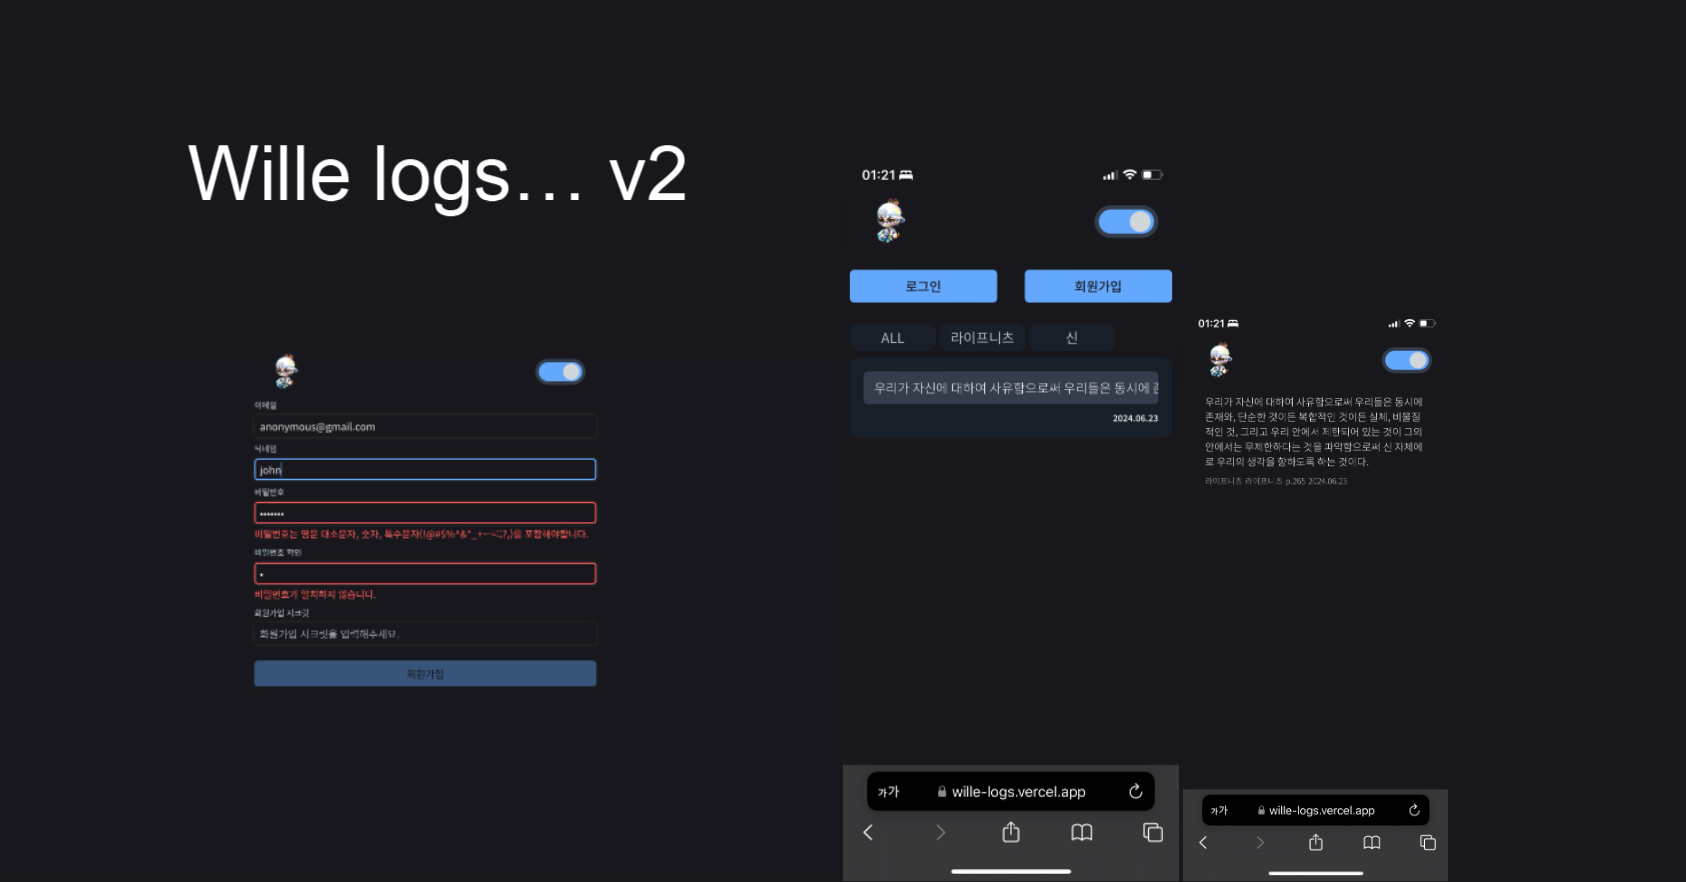 Wille logs... v2
이메일
anonymous@gmail.com
닉네임
john
비밀번호
비밀번호는 영문 대소문자, 숫자, 특수문자(!@#$%^&*_+-=:;?,)를 포함해야합니다.
비밀번호 확인
비밀번호가 일치하지 않습니다.
회원가입 시크릿
회원가입 시크릿을 입력해주세요.
회원가입
01:21
로그인
회원가입
ALL
라이프니츠
신
우리가 자신에 대하여 사유함으로써 우리들은 동시에
2024.06.23
가가
wille-logs.vercel.app
01:21
우리가 자신에 대하여 사유함으로써 우리들은 동시에
존재와, 단순한 것이든 복합적인 것이든 실체, 비물질
적인 것, 그리고 우리 안에서 제한되어 있는 것이 그의
안에서는 무제한하다는 것을 파악함으로써 신 자체에
로 우리의 생각을 향하도록 하는 것이다.
라이프니츠 라이프니츠 p.265 2024.06.23
가가
wille-logs.vercel.app